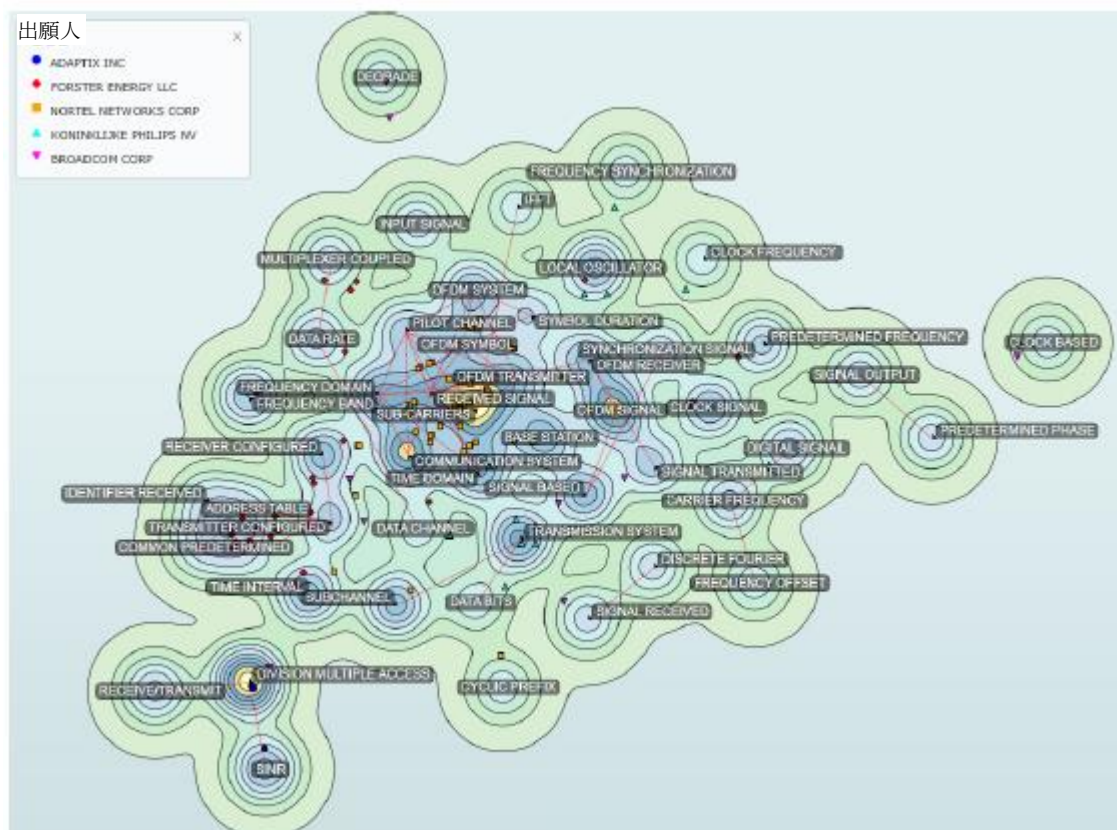 出願人
X
ADAPTIX INC
FORSTER ENERGY LLC
NORTEL NETWORKS CORP
KONINKLIJKE PHILIPS NV
BROADCOM CORP
DEGRADE
FREQUENCY SYNCHRONIZATION
IFFT
INPUT SIGNAL
CLOCK FREQUENCY
MULTIPLEXER COUPLED
LOCAL OSCILLATOR
OFDM SYSTEM
PILOT CHANNEL
SYMBOL DURATION
DATA RATE
OFDM SYMBOL
SYNCHRONIZATION SIGNAL
PREDETERMINED FREQUENCY
CLOCK BASED
OFDM RECEIVER
SIGNAL OUTPUT
OFDM TRANSMITTER
FREQUENCY DOMAIN
RECEIVED SIGNAL
FREQUENCY BAND
SUB-CARRIERS
OFDM SIGNAL
CLOCK SIGNAL
PREDETERMINED PHASE
BASE STATION
RECEIVER CONFIGURED
DIGITAL SIGNAL
COMMUNICATION SYSTEM
SIGNAL TRANSMITTED
TIME DOMAIN
SIGNAL BASED
IDENTIFIER RECEIVED
CARRIER FREQUENCY
ADDRESS TABLE
TRANSMITTER CONFIGURED
DATA CHANNEL
TRANSMISSION SYSTEM
COMMON PREDETERMINED
DISCRETE FOURIER
TIME INTERVAL
FREQUENCY OFFSET
SUBCHANNEL
DATA BITS
SIGNAL RECEIVED
DIVISION MULTIPLE ACCESS
RECEIVE/TRANSMIT
CYCLIC PREFIX
SINR